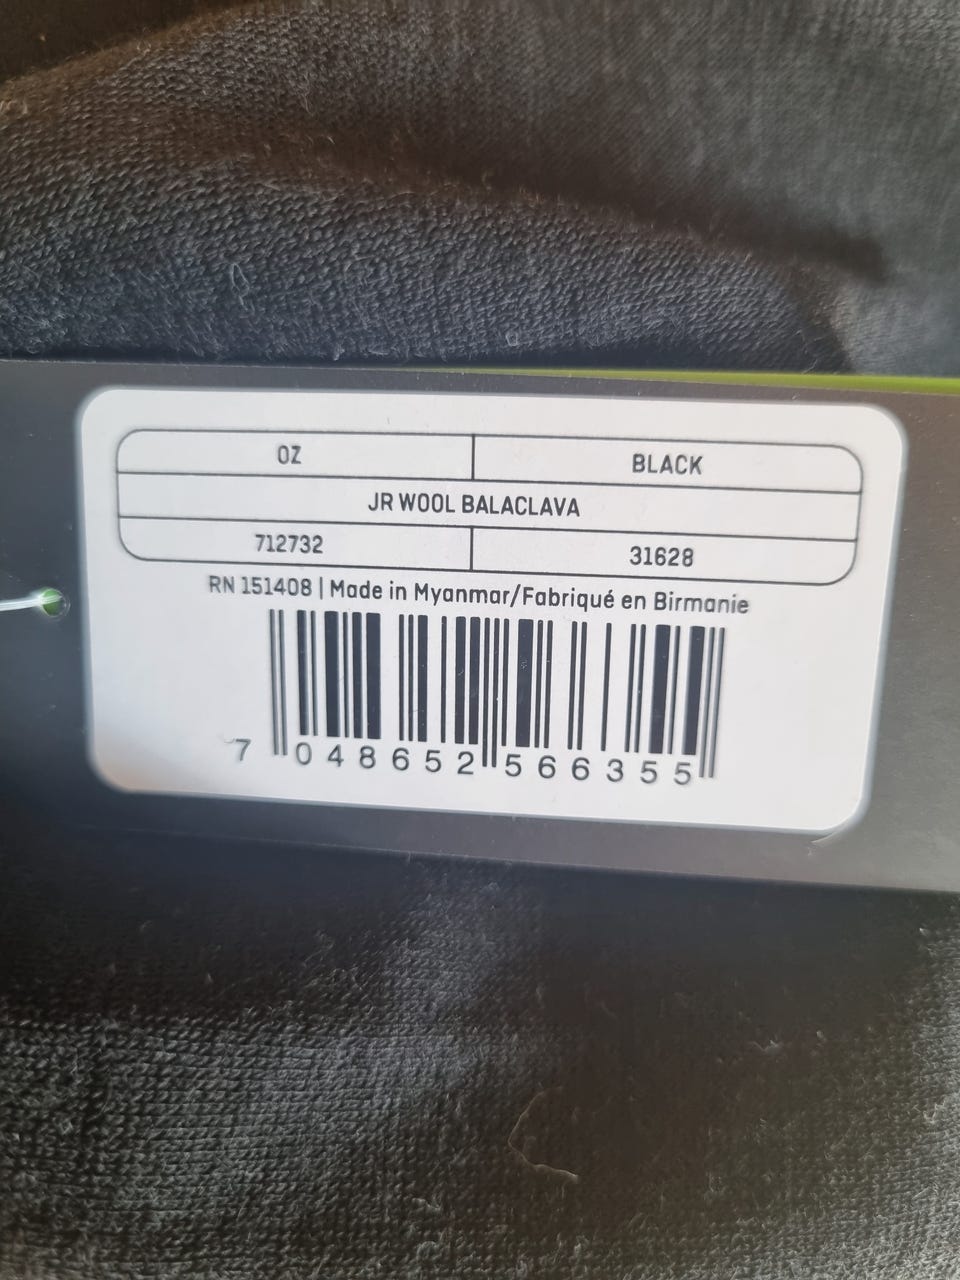 OZ BLACK
JR WOOL BALACLAVA
712732 31628
RN 151408 | Made in Myanmar/Fabriqué en Birmanie
7 048652 566355